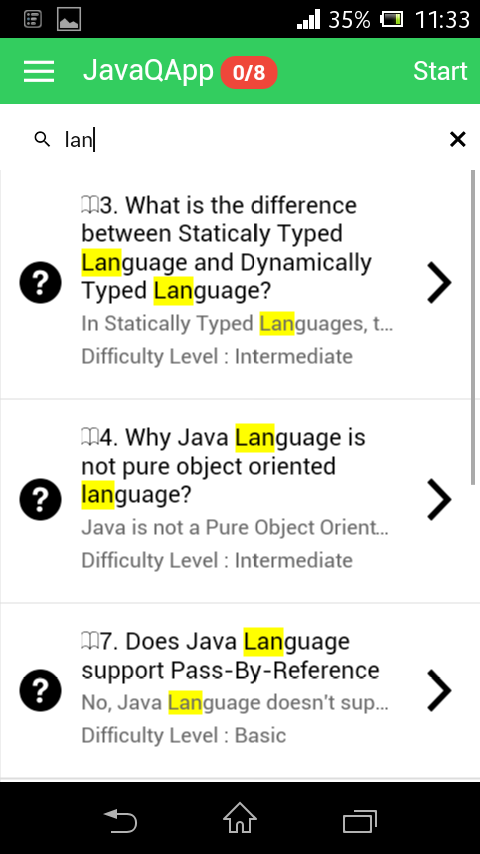 35% 11:33
JavaQApp 0/8 Start
lan
3. What is the difference
between Staticaly Typed
Language and Dynamically
Typed Language?
In Statically Typed Languages, t...
Difficulty Level : Intermediate
4. Why Java Language is
not pure object oriented
language?
Java is not a Pure Object Orient...
Difficulty Level : Intermediate
7. Does Java Language
support Pass-By-Reference
No, Java Language doesn't sup...
Difficulty Level : Basic